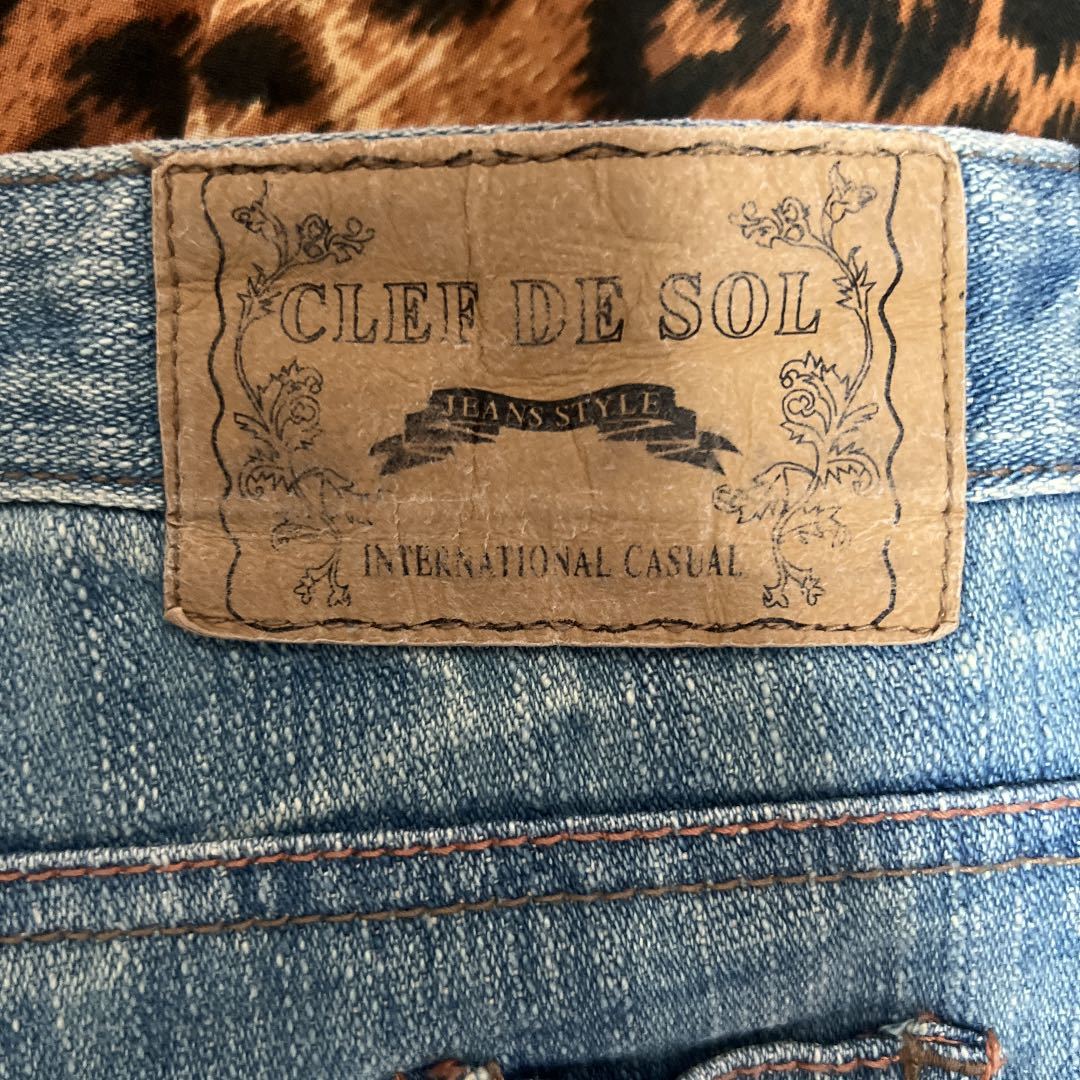 CLEF DE SOL
JEANS STYLE
INTERNATIONAL CASUAL